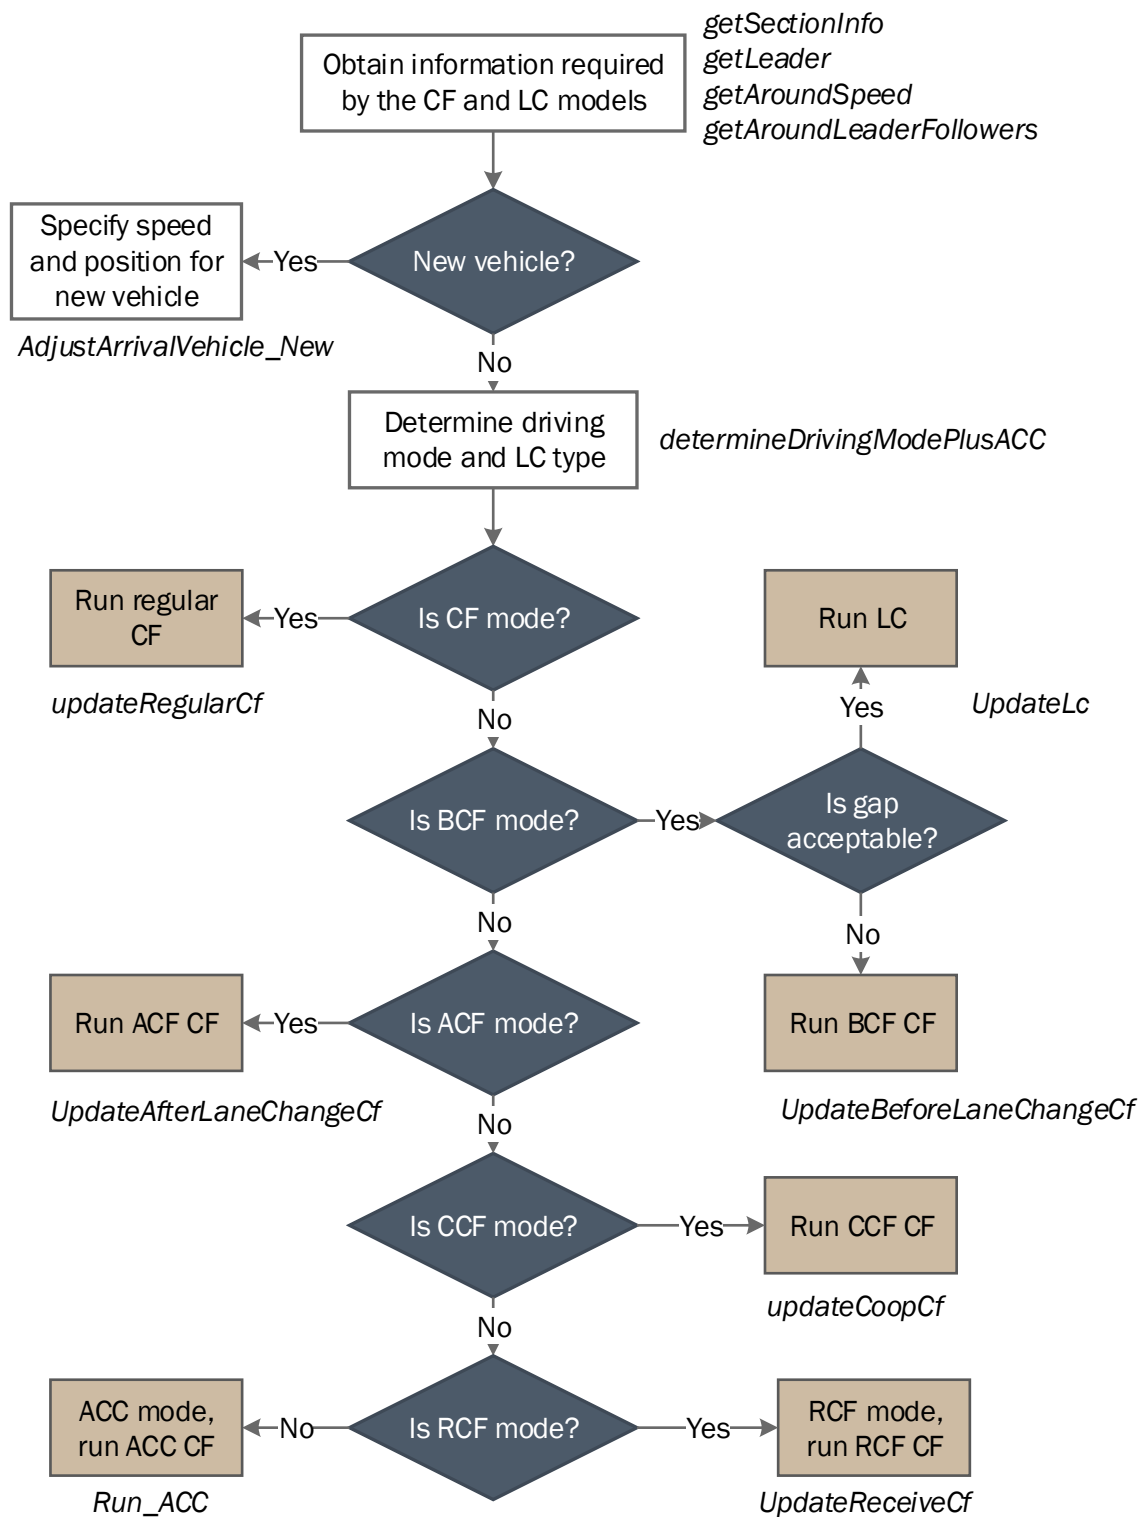 Obtain information required
by the CF and LC models
getSectionInfo
getLeader
getAroundSpeed
getAroundLeaderFollowers
Specify speed
and position for
new vehicle
Yes
New vehicle?
AdjustArrivalVehicle_New
No
Determine driving
mode and LC type
determineDrivingModePlusACC
Run regular
CF
Yes
Is CF mode?
Run LC
updateRegularCf
No
Yes
UpdateLc
Is BCF mode?
Yes
Is gap
acceptable?
No
No
Run ACF CF
Yes
Is ACF mode?
Run BCF CF
UpdateAfterLaneChangeCf
UpdateBeforeLaneChangeCf
No
Is CCF mode?
Yes
Run CCF CF
updateCoopCf
No
ACC mode,
run ACC CF
No
Is RCF mode?
Yes
RCF mode,
run RCF CF
Run_ACC
UpdateReceiveCf